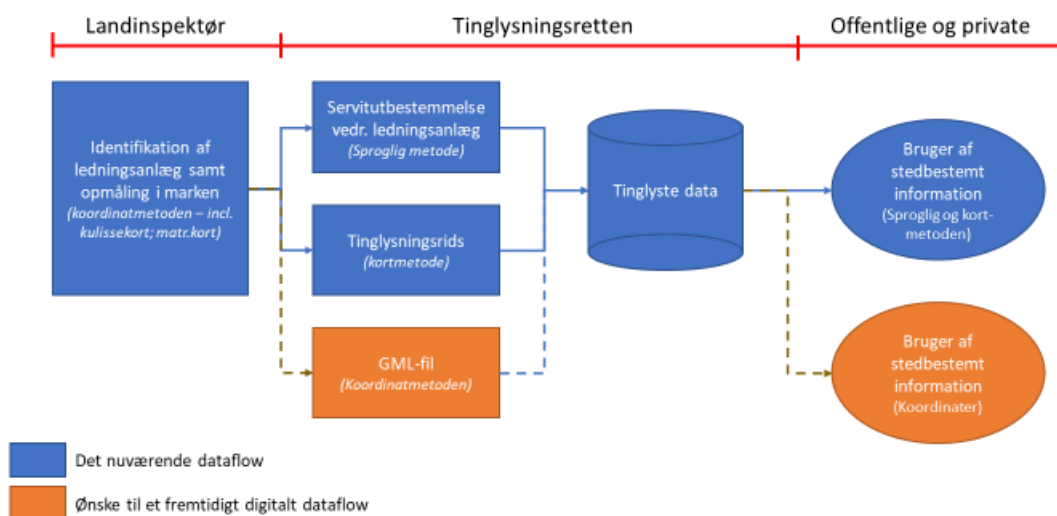 Landinspektør
Tinglysningsretten
Offentlige og private
Identifikation af
ledningsanlæg samt
opmåling i marken
(koordinatmetoden – incl.
kulissekort; matr.kort)
Servitutbestemmelse
vedr. ledningsanlæg
(Sproglig metode)
Tinglysningsrids
(kortmetode)
GML-fil
(Koordinatmetoden)
Tinglyste data
Bruger af
stedbestemt
information
(Sproglig og kort-
metoden)
Bruger af
stedbestemt
information
(Koordinater)
Det nuværende dataflow
Ønske til et fremtidigt digitalt dataflow